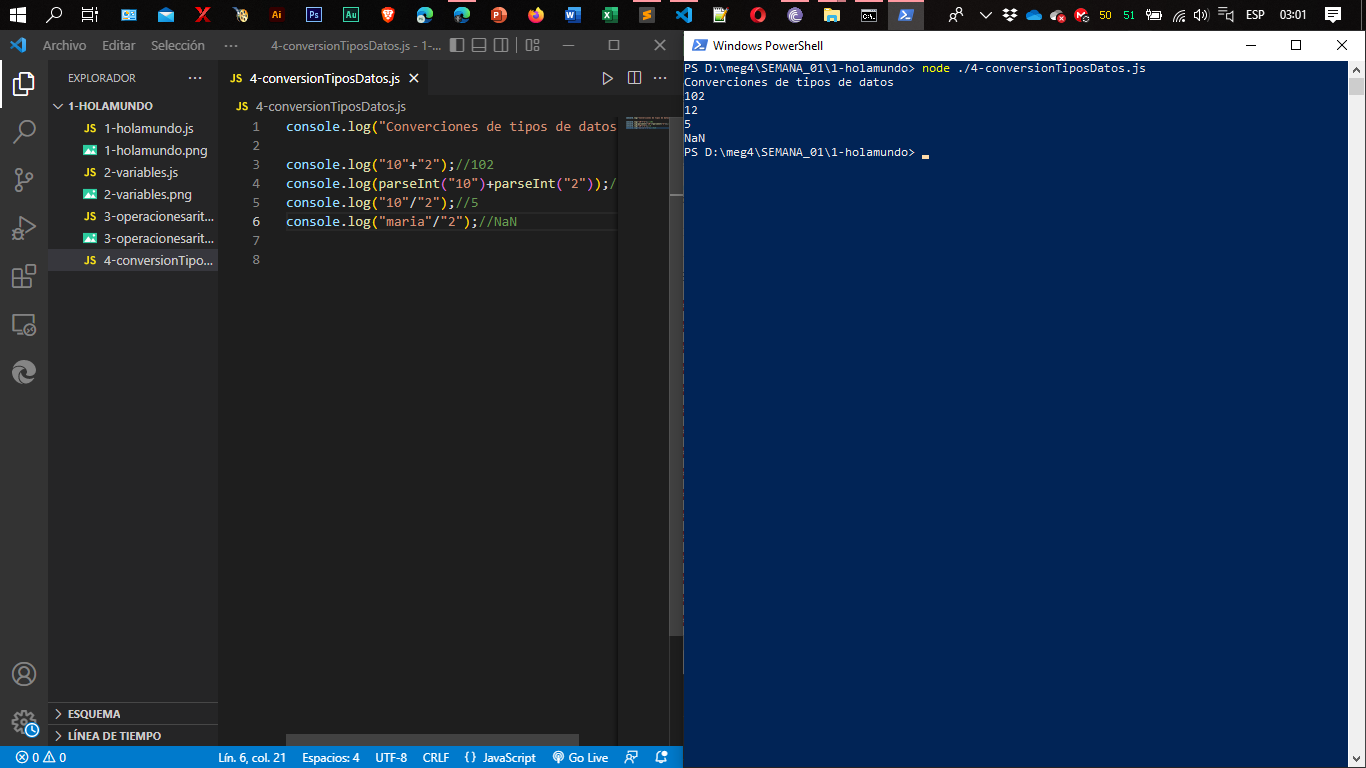 ESP
03:01
50
51
Archivo Editar Selección ··· 4-conversionTiposDatos.js - 1-...
EXPLORADOR
1-HOLAMUNDO
JS 1-holamundo.js
1-holamundo.png
JS 2-variables.js
2-variables.png
JS 3-operacionesarit...
3-operacionesarit...
JS 4-conversionTipo...
ESQUEMA
LÍNEA DE TIEMPO
JS 4-conversionTiposDatos.js
JS 4-conversionTiposDatos.js
1 console.log("Converciones de tipos de datos
2
3 console.log("10"+"2");//102
4 console.log(parseInt("10")+parseInt("2"));/
5 console.log("10"/"2");//5
6 console.log("maria"/"2");//NaN
7
8
0 0 Lín. 6, col. 21 Espacios: 4 UTF-8 CRLF { } JavaScript Go Live
Windows PowerShell
PS D:\meg4\SEMANA_01\1-holamundo> node ./4-conversionTiposDatos.js
Converciones de tipos de datos
102
12
5
NaN
PS D:\meg4\SEMANA_01\1-holamundo>